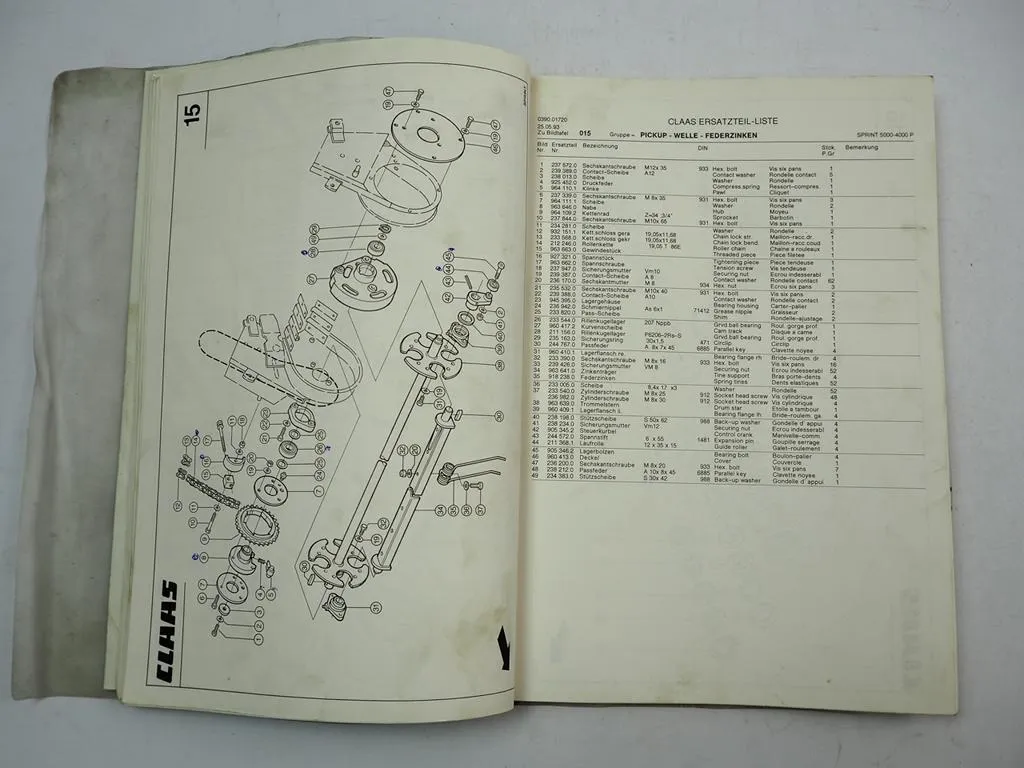 15
CLAAS
0390.01720
25.05.93
CLAAS ERSATZTEIL-LISTE
Zu Bildtafel 015 Gruppe = PICKUP - WELLE - FEDERZINKEN SPRINT 5000-4000 P
Bild Ersatzteil Bezeichnung DIN Stck. Bemerkung
Nr. Nr. P.Gr
1 237 572.0 Sechskantschraube M12x 35 933 Hex. bolt Vis six pans 1
2 239 389.0 Contact-Scheibe A12 Contact washer Rondelle contact 5
3 238 013.0 Scheibe Washer Rondelle 1
4 925 452.0 Druckfeder Compress.spring Ressort-compres. 1
5 964 110.1 Klinke Pawl Cliquet 1
6 237 339.0 Sechskantschraube M 8x 35 931 Hex. bolt Vis six pans 3
7 964 111.1 Scheibe Washer Rondelle 2
8 963 646.0 Nabe Hub Moyeu 1
9 964 109.2 Kettenrad Z=34 ;3/4" Sprocket Barbotin 1
10 237 844.0 Sechskantschraube M10x 65 931 Hex. bolt Vis six pans 1
11 234 281.0 Scheibe Washer Rondelle 2
12 932 151.1 Kett.schloss gera 19,05x11,68 Chain lock str. Maillon-racc.dr. 1
13 233 568.0 Kett.schloss gekr 19,05x11,68 Chain lock bend. Maillon-racc.coud 1
14 212 246.0 Rollenkette 19,05 T 86E Roller chain Chaine a rouleaux 1
15 963 663.0 Gewindestück Threaded piece Piece filetee 1
16 927 321.0 Spannstück Tightening piece Piece tendeuse 1
17 963 662.0 Spannschraube Tension screw Vis tendeuse 1
18 237 947.0 Sicherungsmutter Vm10 Securing nut Ecrou indesserabl 1
19 239 387.0 Contact-Scheibe A 8 Contact washer Rondelle contact 62
20 236 170.0 Sechskantmutter M 8 934 Hex nut Ecrou six pans 3
21 235 532.0 Sechskantschraube M10x 40 931 Hex. bolt Vis six pans 2
22 239 388.0 Contact-Scheibe A10 Contact washer Rondelle contact 2
23 945 395.0 Lagergehäuse Bearing housing Carter-palier 1
24 236 942.0 Schmiernippel As 6x1 71412 Grease nipple Graisseur 2
25 233 820.0 Pass-Scheibe Shim Rondelle-ajustage 2
26 233 544.0 Rillenkugellager 207 Nppb Grvd.ball bearing Roul. gorge prof. 1
27 960 417.2 Kurvenscheibe Cam track Disque a came 1
28 211 156.0 Rillenkugellager P6206-2Rs-S Grvd.ball bearing Roul. gorge prof. 1
29 235 163.0 Sicherungsring 30x1,5 471 Circlip Circlip 1
30 244 767.0 Passfeder A 8x 7x 45 6885 Parallel key Clavette noyee 4
31 960 410.1 Lagerflansch re. Bearing flange rh Bride-roulem. dr 4
32 233 390.0 Sechskantschraube M 8x 16 933 Hex. bolt Vis six pans 16
33 239 426.0 Sicherungsmutter VM 8 Securing nut Ecrou indesserabl 52
34 963 641.0 Zinkenträger Tine support Bras porte-dents 4
35 918 238.0 Federzinken Spring tines Dents elastiques 52
36 233 005.0 Scheibe 8,4x 17 x3 Washer Rondelle 52
37 233 540.0 Zylinderschraube M 8x25 912 Socket head screw Vis cylindrique 48
236 982.0 Zylinderschraube M 8x 30 912 Socket head screw Vis cylindrique 4
38 963 639.0 Trommelstern Drum star Etoile a tambour 1
39 960 409.1 Lagerflansch li. Bearing flange lh Bride-roulem. ga 4
40 238 198.0 Stützscheibe S 50x 62 988 Back-up washer Gondelle d' appui 4
41 238 234.0 Sicherungsmutter Vm12 Securing nut Ecrou indesserabl 4
42 905 345.2 Steuerkurbel Control crank Manivelle-comm. 4
43 244 572.0 Spannstift 6 x 55 1481 Expansion pin Goupille serrage 4
44 211 368.1 Laufrolle 12 x 35 x 15 Guide roller Galet-roulement 4
45 905 346.2 Lagerbolzen Bearing bolt Boulon-palier 4
46 960 413.0 Deckel Cover Couvercle 1
47 236 200.0 Sechskantschraube M 8x 20 933 Hex. bolt Vis six pans 7
48 238 212.0 Passfeder A 10x 8x 45 6885 Parallel key Clavette noyee 1
49 234 383.0 Stützscheibe S 30x 42 988 Back-up washer Gondelle d' appui 1